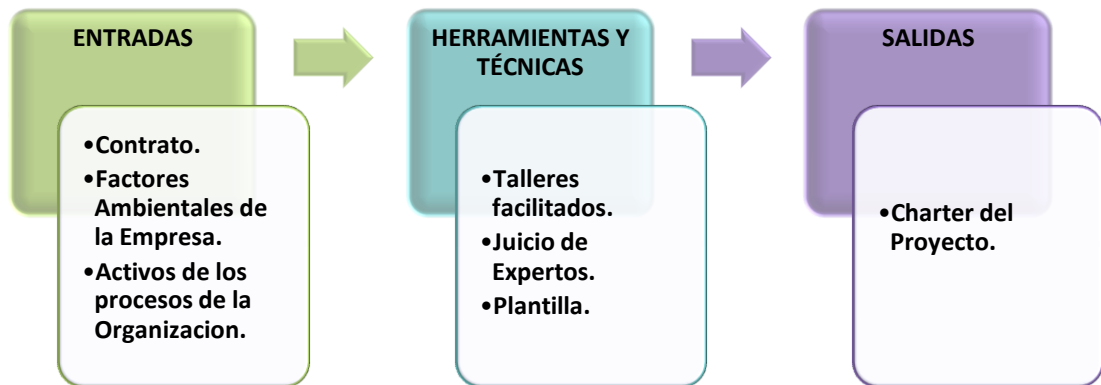 ENTRADAS
•Contrato.
•Factores
Ambientales de
la Empresa.
•Activos de los
procesos de la
Organizacion.
HERRAMIENTAS Y
TÉCNICAS
•Talleres
facilitados.
•Juicio de
Expertos.
•Plantilla.
SALIDAS
•Charter del
Proyecto.